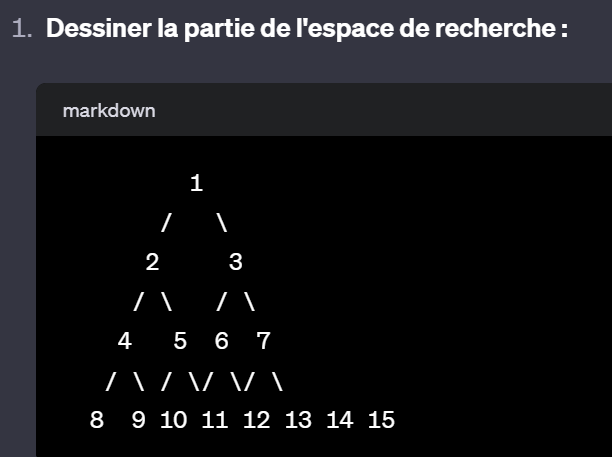 1. Dessiner la partie de l'espace de recherche :
markdown
1
/ \
2 3
/ \ / \
4 5 6 7
/ \ / \/ \/ \
8 9 10 11 12 13 14 15